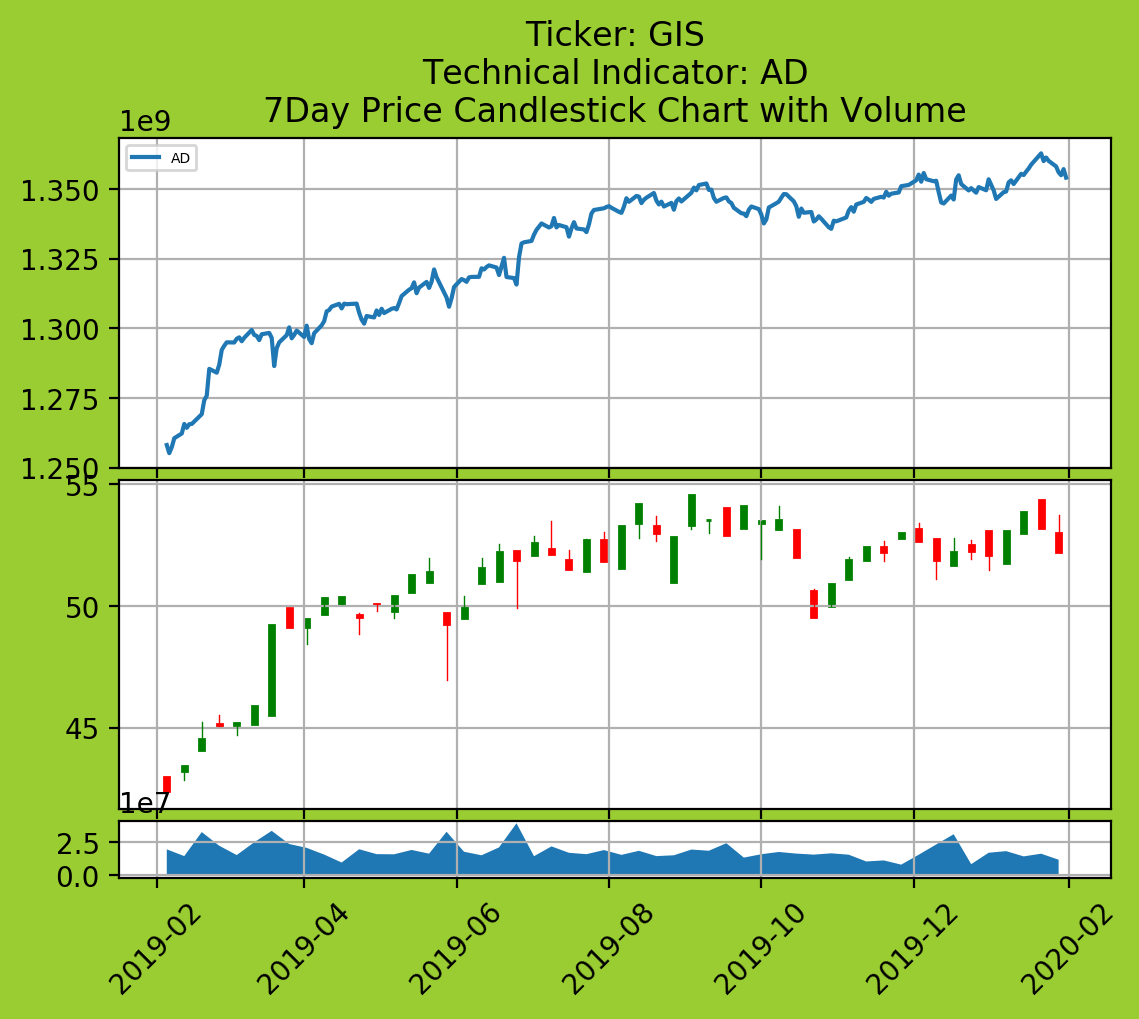 Ticker: GIS
Technical Indicator: AD
7Day Price Candlestick Chart with Volume
1e9
AD
1.350
1.325
1.300
1.275
1.250
55
50
45
1e7
2.5
0.0
2019-02
2019-04
2019-06
2019-08
2019-10
2019-12
2020-02